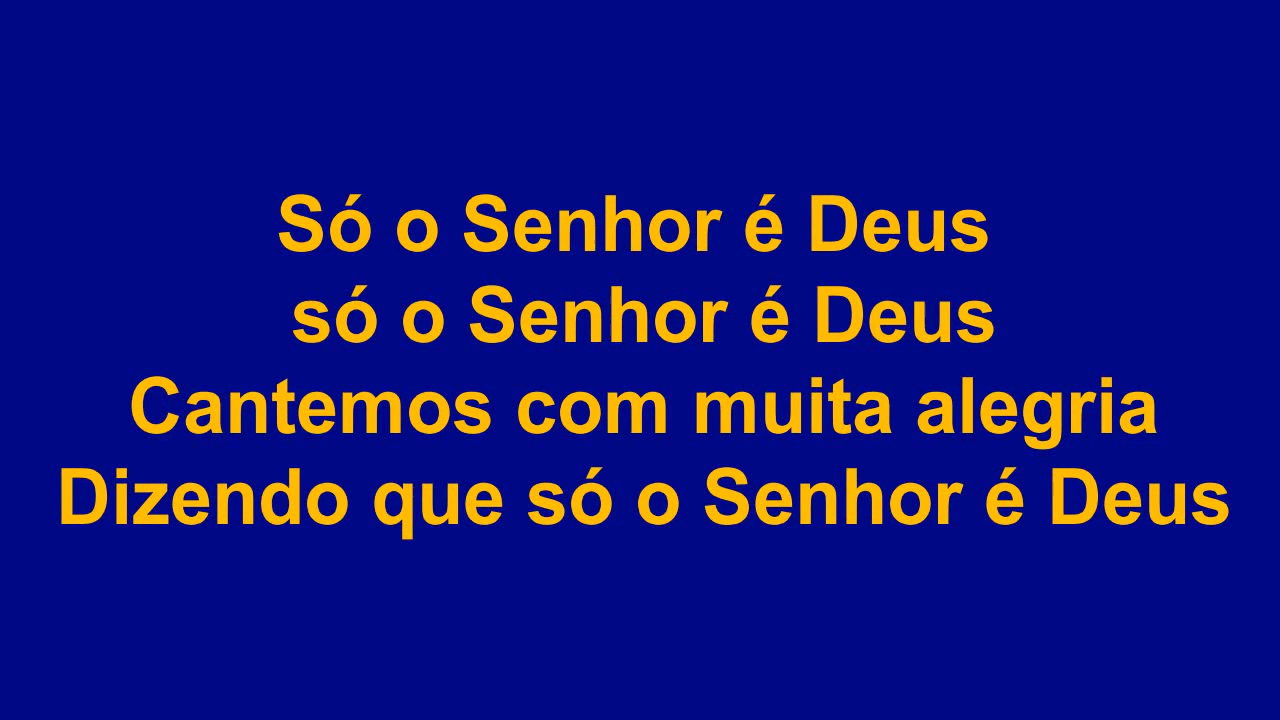 Só o Senhor é Deus
só o Senhor é Deus
Cantemos com muita alegria
Dizendo que só o Senhor é Deus